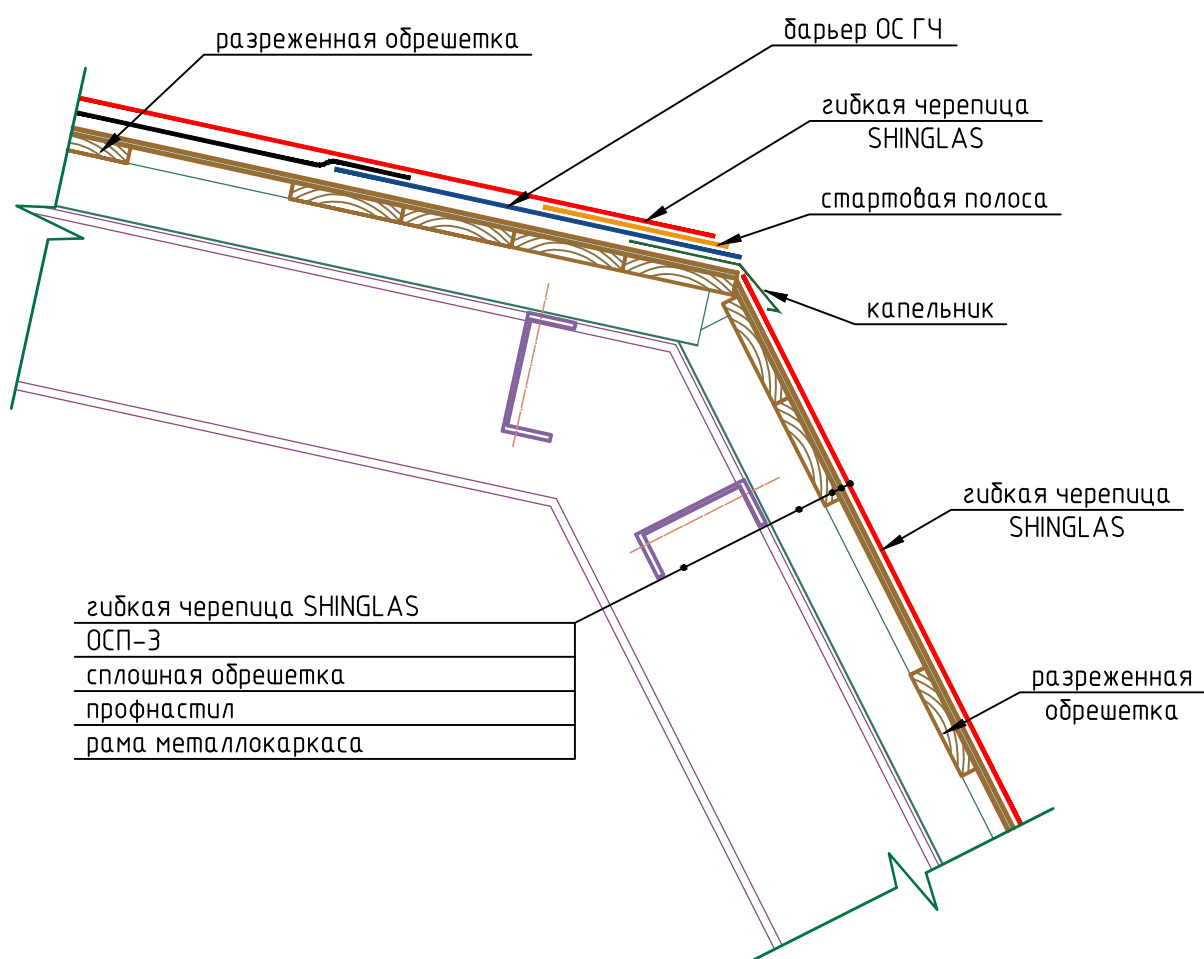 разреженная обрешетка
барьер ОС ГЧ
гибкая черепица
SHINGLAS
стартовая полоса
капельник
гибкая черепица
SHINGLAS
гибкая черепица SHINGLAS
ОСП-3
сплошная обрешетка
профнастил
рама металлокаркаса
разреженная
обрешетка